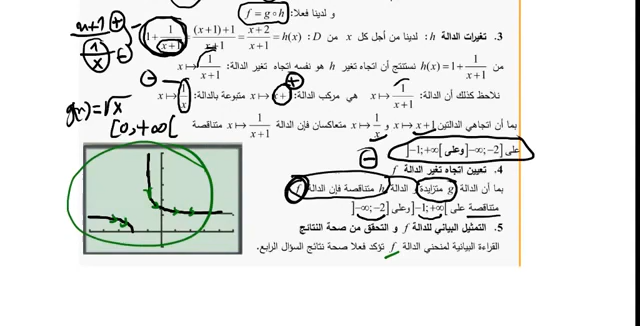 و لدينا فعلا: f = g ∘ h
3. تغيرات الدالة h: لدينا من أجل كل x من D: 1 + 1/(x+1) = ((x+1)+1)/(x+1) = (x+2)/(x+1) = h(x)
من h(x) = 1 + 1/(x+1) نستنتج أن اتجاه تغير h هو نفسه اتجاه تغير الدالة: x ↦ 1/(x+1)
نلاحظ كذلك أن الدالة: x ↦ 1/(x+1) هي مركب الدالة: x ↦ x+ متبوعة بالدالة: x ↦ 1/x
بما أن اتجاهي الدالتين x ↦ x+1 و x ↦ 1/x متعاكسان فإن الدالة x ↦ 1/(x+1) متناقصة
على ]-∞;-2] وعلى ]-1;+∞[
4. تعيين اتجاه تغير الدالة f
بما أن الدالة g متزايدة و الدالة h متناقصة فإن الدالة f
متناقصة على ]-1;+∞[ وعلى ]-∞;-2]
5. التمثيل البياني للدالة f و التحقق من صحة النتائج
القراءة البيانية لمنحني الدالة f تؤكد فعلا صحة نتائج السؤال الرابع.
x+1 +
1/x −
−
+
g(x) = √x
[0,+∞[
−